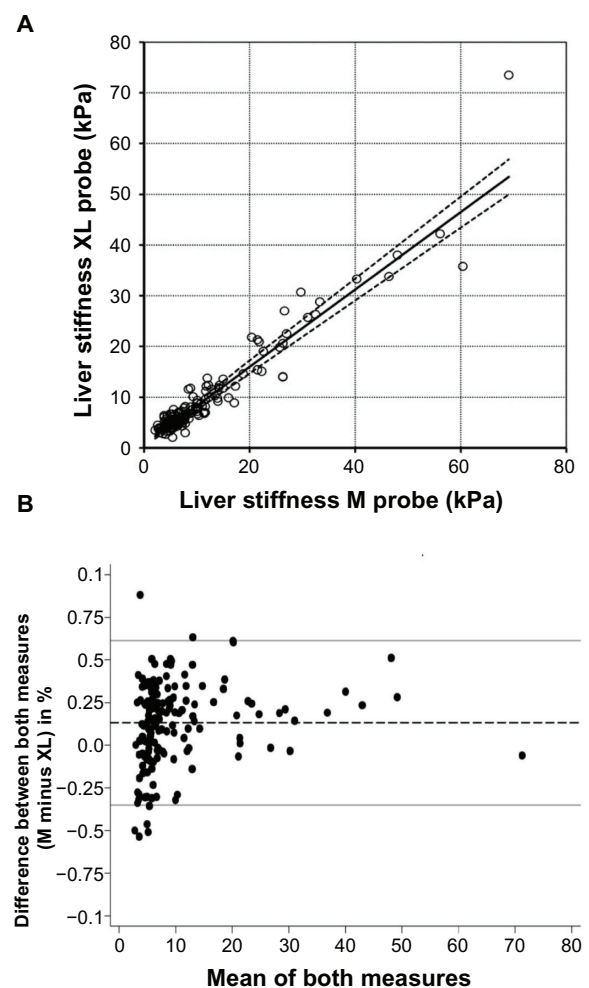 A
Liver stiffness XL probe (kPa)
80
70
60
50
40
30
20
10
0
0 20 40 60 80
Liver stiffness M probe (kPa)
B
Difference between both measures
(M minus XL) in %
0.1
0.75
0.5
0.25
0.0
−0.25
−0.5
−0.75
−0.1
0 10 20 30 40 50 60 70 80
Mean of both measures